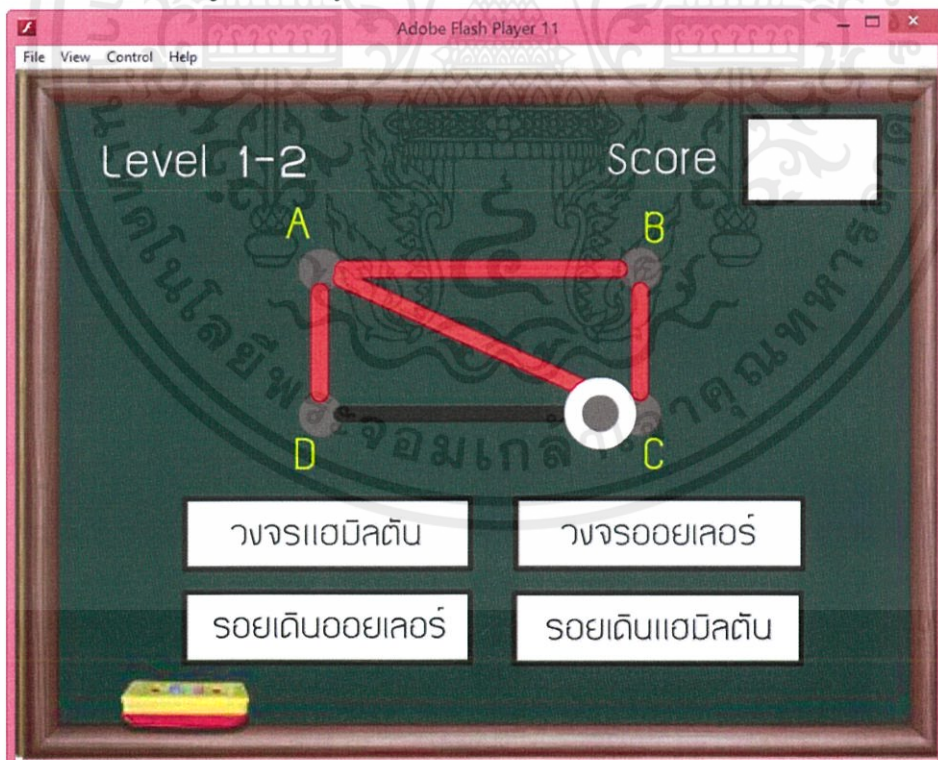 Adobe Flash Player 11
File View Control Help
Level 1-2
Score
A
B
D
C
วงจรแฮมิลตัน
วงจรออยเลอร์
รอยเดินออยเลอร์
รอยเดินแฮมิลตัน